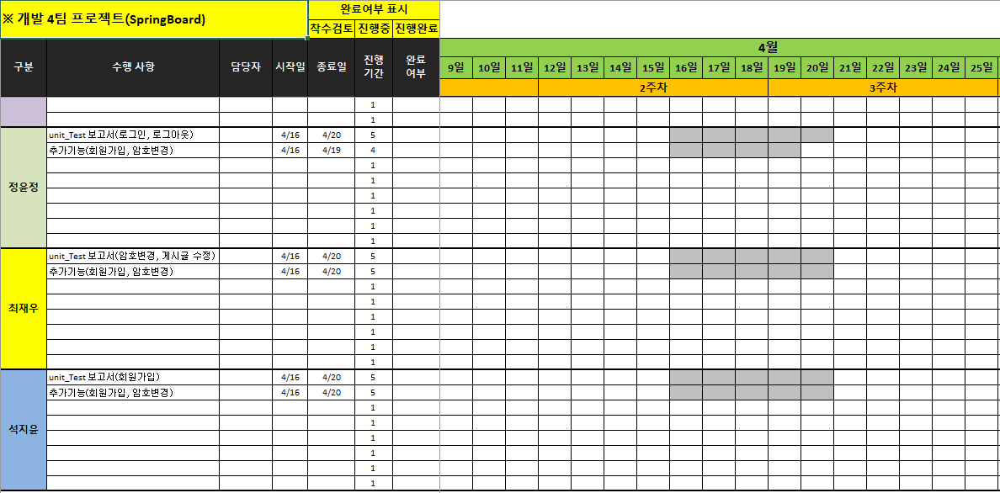 ※ 개발 4팀 프로젝트(SpringBoard)
완료여부 표시
착수검토 진행중 진행완료
구분 수행 사항 담당자 시작일 종료일 진행 기간 완료 여부
4월
9일 10일 11일 12일 13일 14일 15일 16일 17일 18일 19일 20일 21일 22일 23일 24일 25일
2주차 3주차
1
1
정윤정
unit_Test 보고서(로그인, 로그아웃) 4/16 4/20 5
추가기능(회원가입, 암호변경) 4/16 4/19 4
1
1
1
1
1
1
최재우
unit_Test 보고서(암호변경, 게시글 수정) 4/16 4/20 5
추가기능(회원가입, 암호변경) 4/16 4/20 5
1
1
1
1
1
1
석지윤
unit_Test 보고서(회원가입) 4/16 4/20 5
추가기능(회원가입, 암호변경) 4/16 4/20 5
1
1
1
1
1
1